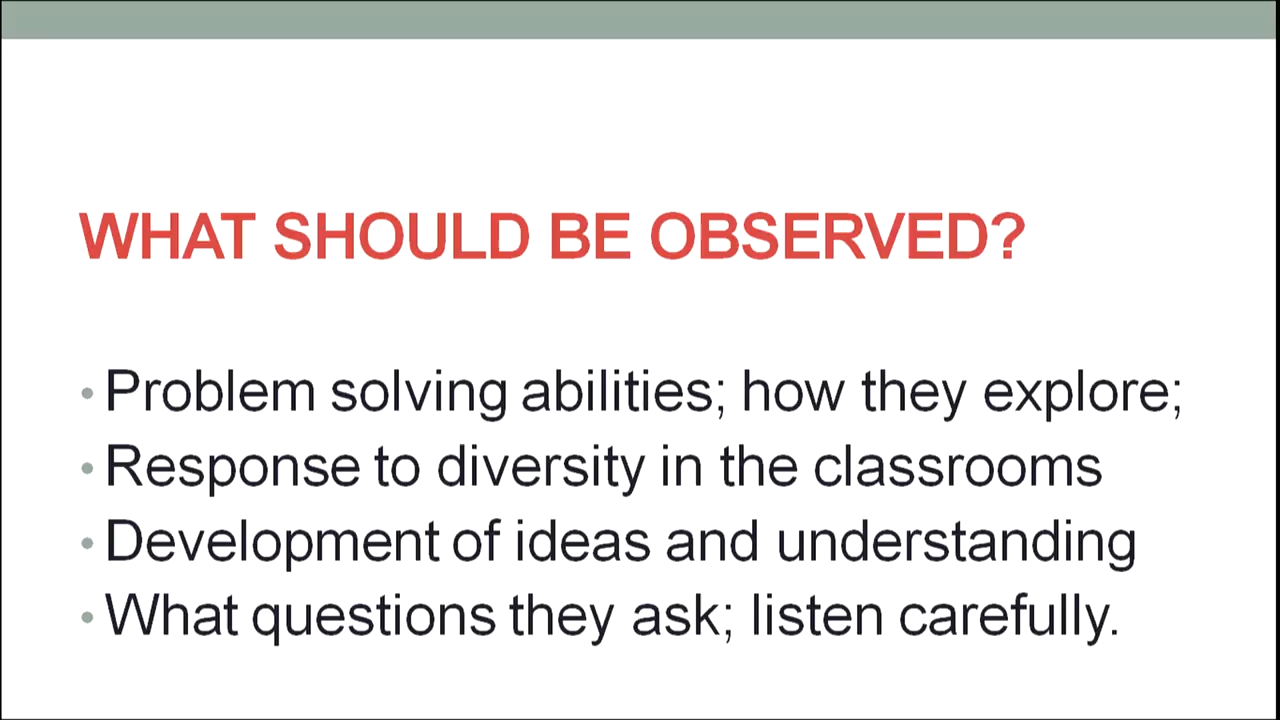 WHAT SHOULD BE OBSERVED?
• Problem solving abilities; how they explore;
• Response to diversity in the classrooms
• Development of ideas and understanding
• What questions they ask; listen carefully.